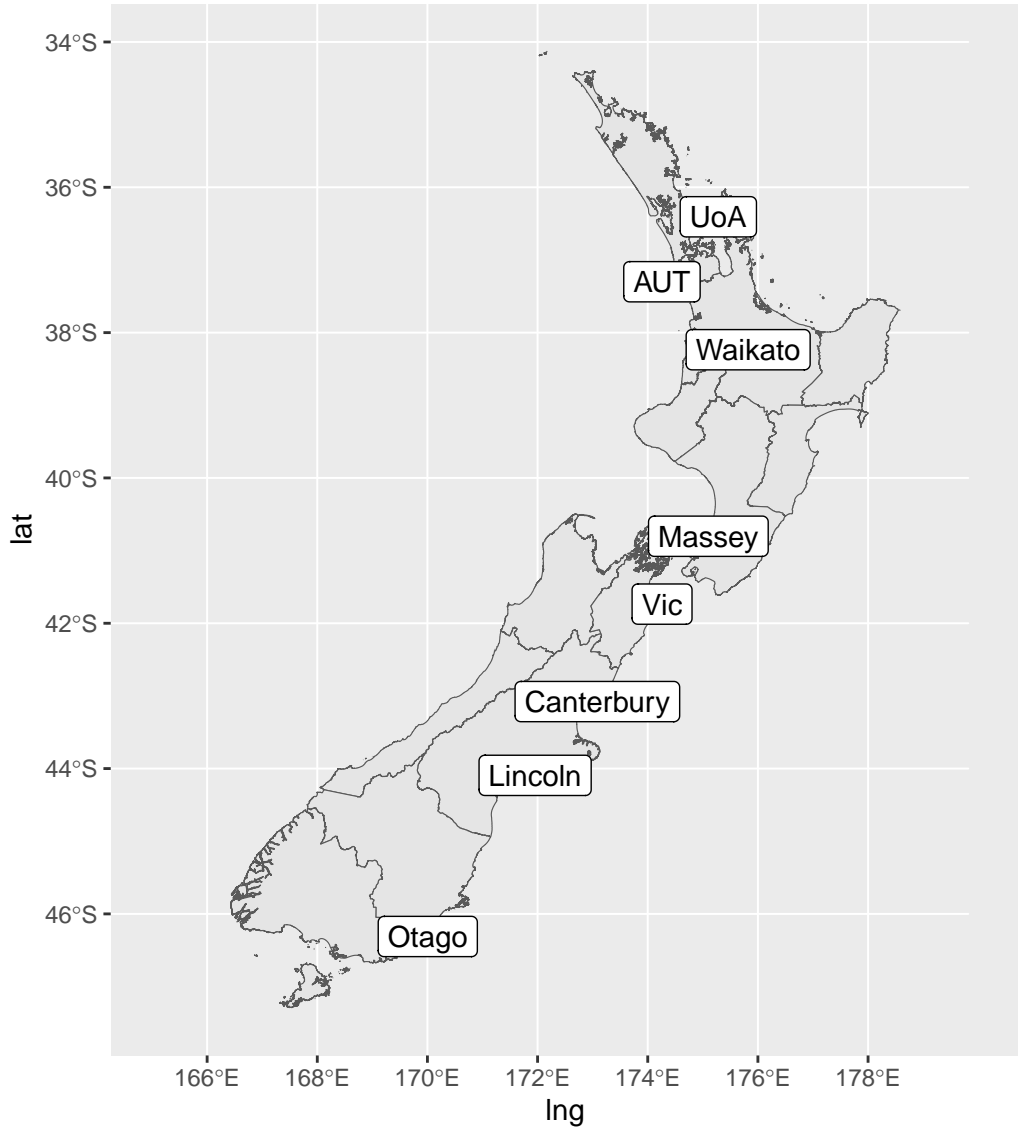 34°S
36°S
38°S
40°S
42°S
44°S
46°S
lat
UoA
AUT
Waikato
Massey
Vic
Canterbury
Lincoln
Otago
166°E 168°E 170°E 172°E 174°E 176°E 178°E
lng